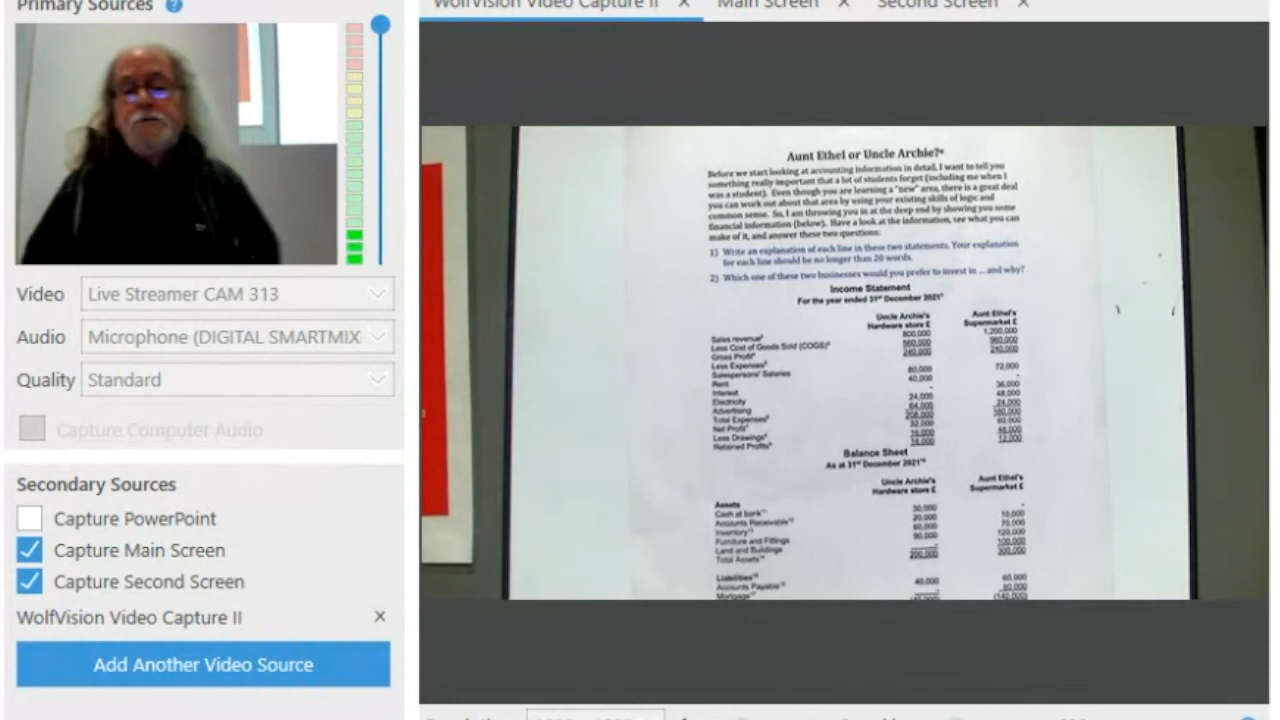 Primary Sources ?
WolfVision Video Capture II ×
Main Screen ×
Second Screen ×
Video
Live Streamer CAM 313
Audio
Microphone (DIGITAL SMARTMIX
Quality
Standard
Capture Computer Audio
Secondary Sources
Capture PowerPoint
Capture Main Screen
Capture Second Screen
WolfVision Video Capture II ×
Add Another Video Source
Aunt Ethel or Uncle Archie?
Before we start looking at accounting information in detail, I want to tell you
something really important that a lot of students forget (including me when I
was a student). Even though you are learning a "new" area, there is a great deal
you can work out about that area by using your existing skills of logic and
common sense. So, I am throwing you in at the deep end by showing you some
financial information (below). Have a look at the information, see what you can
make of it, and answer these two questions:
1) Write an explanation of each line in these two statements. Your explanation
for each line should be no longer than 20 words.
2) Which one of these two businesses would you prefer to invest in ... and why?
Income Statement
For the year ended 31st December 2021
Uncle Archie's Aunt Ethel's
Hardware store £ Supermarket £
Sales revenue 800,000 1,200,000
Less Cost of Goods Sold (COGS) 560,000 960,000
Gross Profit 240,000 240,000
Less Expenses
Salespersons' Salaries 80,000 72,000
Rent 40,000 -
Interest - 36,000
Electricity 24,000 48,000
Advertising 64,000 24,000
Total Expenses 208,000 180,000
Net Profit 32,000 60,000
Less Drawings 16,000 48,000
Retained Profits 16,000 12,000
Balance Sheet
As at 31st December 2021
Uncle Archie's Aunt Ethel's
Hardware store £ Supermarket £
Assets
Cash at bank 30,000 -
Accounts Receivable 20,000 10,000
Inventory 60,000 70,000
Furniture and Fittings 90,000 120,000
Land and Buildings 100,000
Total Assets 200,000 300,000
Liabilities
Accounts Payable 40,000 60,000
Mortgage 80,000
(140,000)